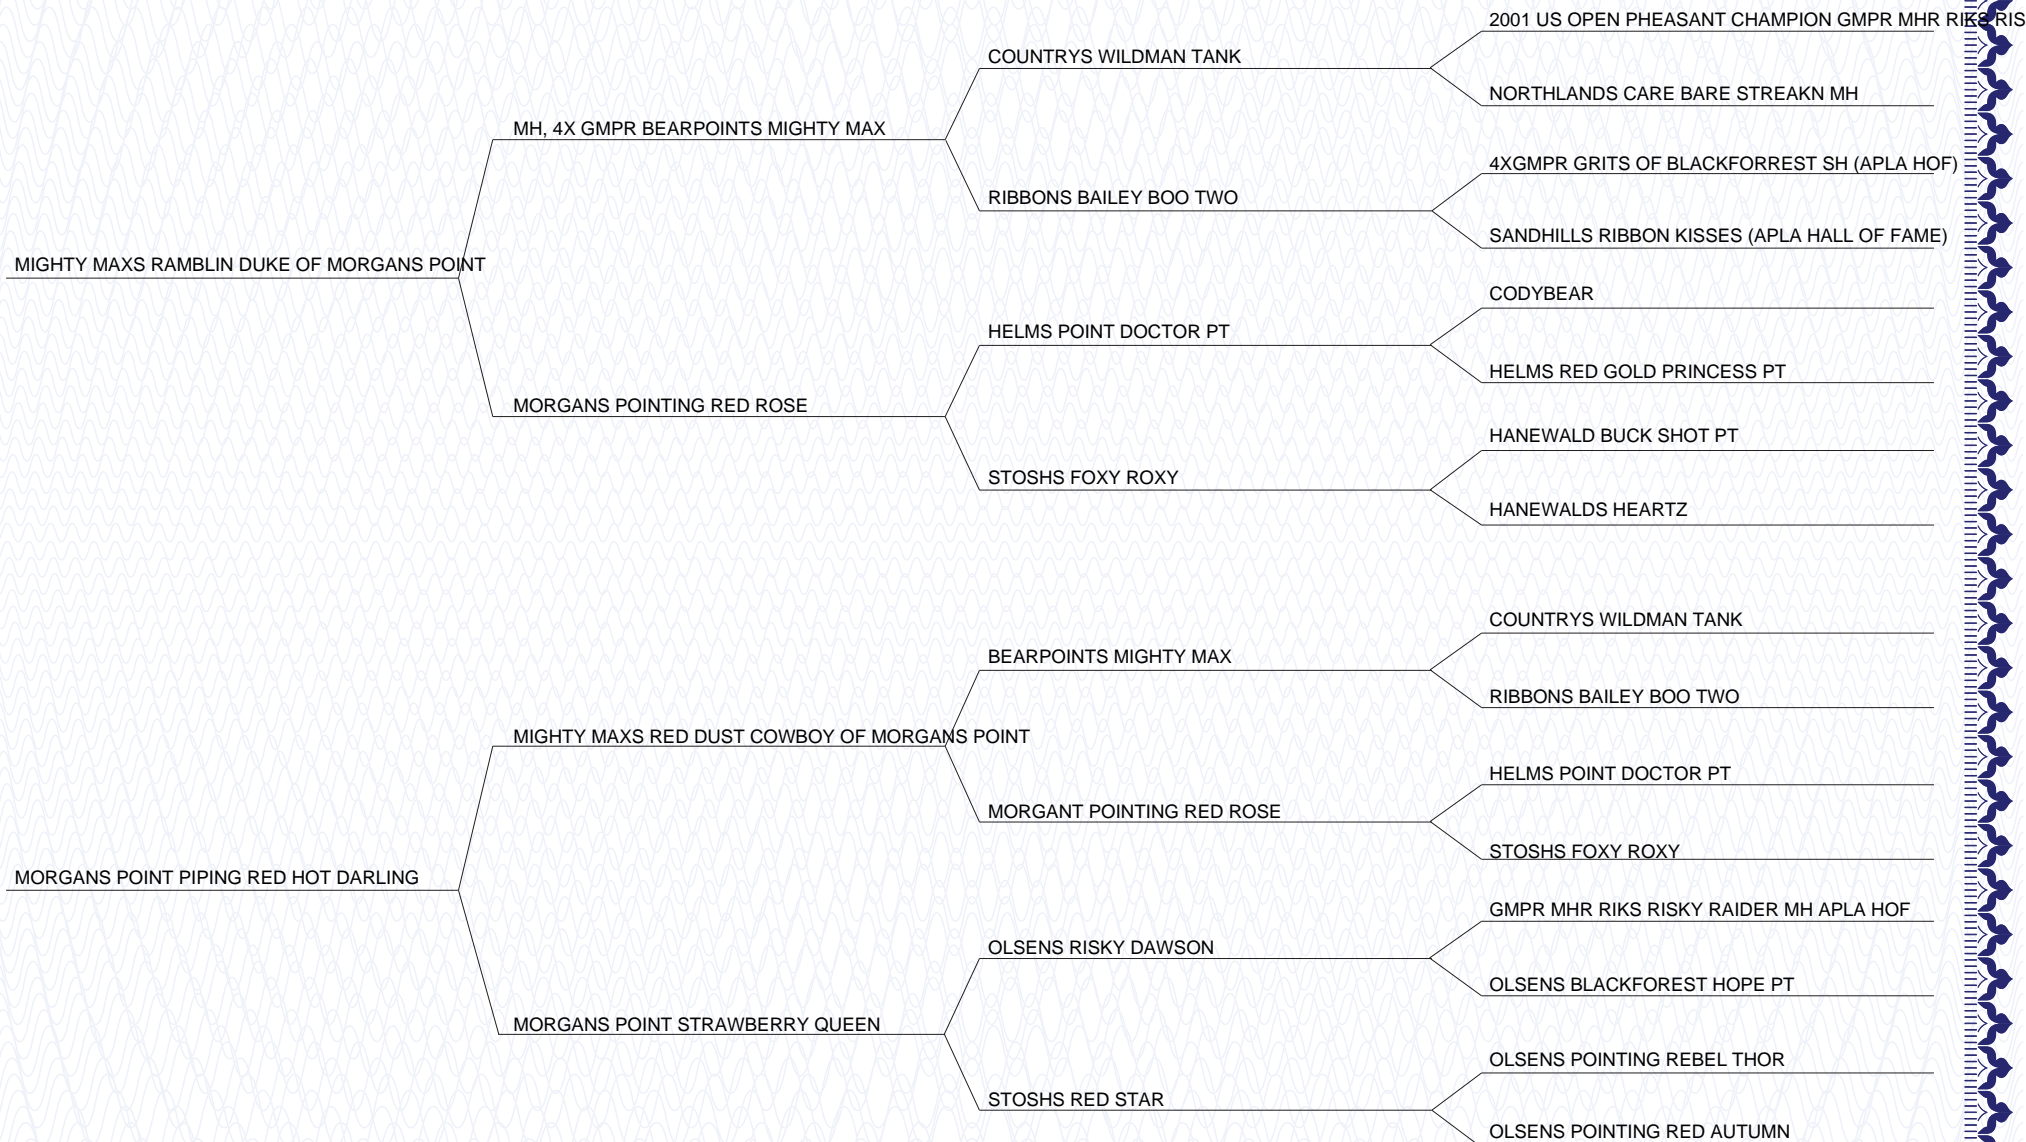 2001 US OPEN PHEASANT CHAMPION GMPR MHR RIKS RIS
COUNTRYS WILDMAN TANK
NORTHLANDS CARE BARE STREAKN MH
MH, 4X GMPR BEARPOINTS MIGHTY MAX
4XGMPR GRITS OF BLACKFORREST SH (APLA HOF)
RIBBONS BAILEY BOO TWO
SANDHILLS RIBBON KISSES (APLA HALL OF FAME)
MIGHTY MAXS RAMBLIN DUKE OF MORGANS POINT
CODYBEAR
HELMS POINT DOCTOR PT
HELMS RED GOLD PRINCESS PT
MORGANS POINTING RED ROSE
HANEWALD BUCK SHOT PT
STOSHS FOXY ROXY
HANEWALDS HEARTZ
COUNTRYS WILDMAN TANK
BEARPOINTS MIGHTY MAX
RIBBONS BAILEY BOO TWO
MIGHTY MAXS RED DUST COWBOY OF MORGANS POINT
HELMS POINT DOCTOR PT
MORGANT POINTING RED ROSE
STOSHS FOXY ROXY
MORGANS POINT PIPING RED HOT DARLING
GMPR MHR RIKS RISKY RAIDER MH APLA HOF
OLSENS RISKY DAWSON
OLSENS BLACKFOREST HOPE PT
MORGANS POINT STRAWBERRY QUEEN
OLSENS POINTING REBEL THOR
STOSHS RED STAR
OLSENS POINTING RED AUTUMN